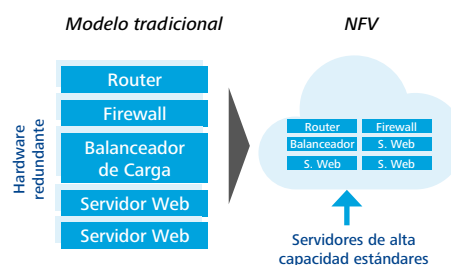 Modelo tradicional
NFV
Hardware
redundante
Router
Firewall
Balanceador
de Carga
Servidor Web
Servidor Web
Router
Firewall
Balanceador
S. Web
S. Web
S. Web
Servidores de alta
capacidad estándares